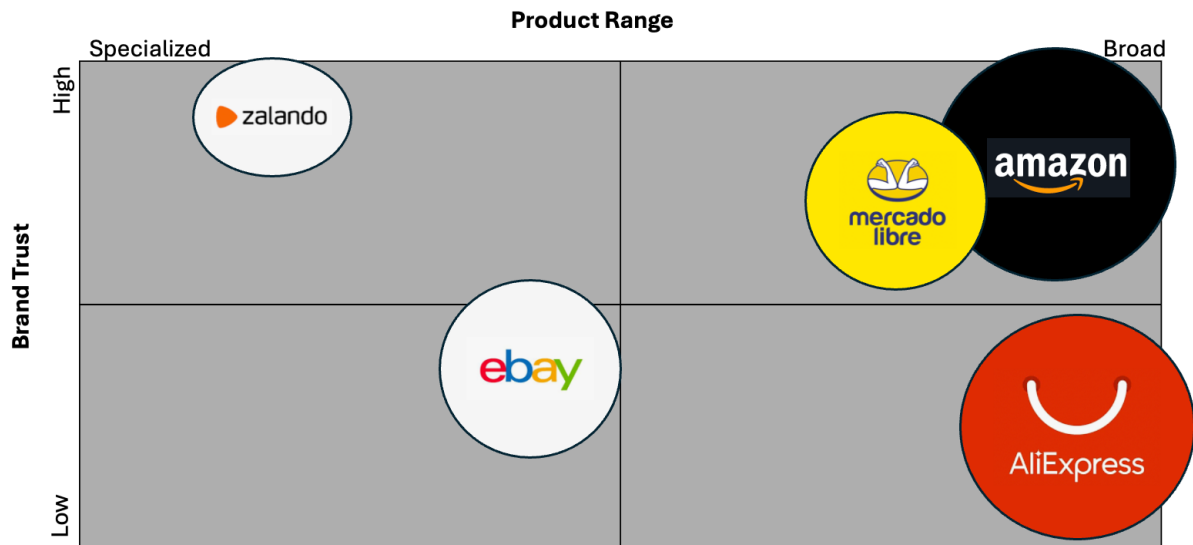 Product Range
Specialized
Broad
High
zalando
amazon
mercado
libre
Brand Trust
ebay
AliExpress
Low